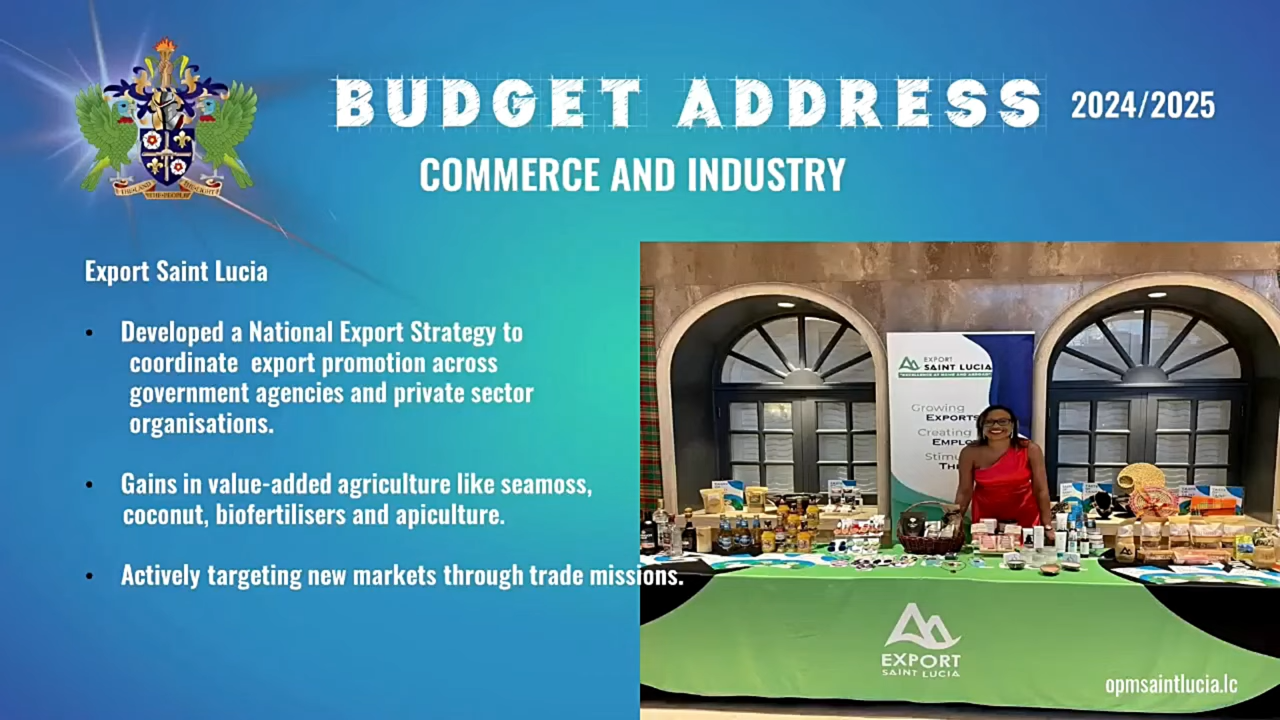 BUDGET ADDRESS 2024/2025
COMMERCE AND INDUSTRY
Export Saint Lucia
• Developed a National Export Strategy to
coordinate export promotion across
government agencies and private sector
organisations.
• Gains in value-added agriculture like seamoss,
coconut, biofertilisers and apiculture.
• Actively targeting new markets through trade missions.
EXPORT
SAINT LUCIA
Growing
EXPORTS
Creating
EXPORT
SAINT LUCIA
opmsaintlucia.lc